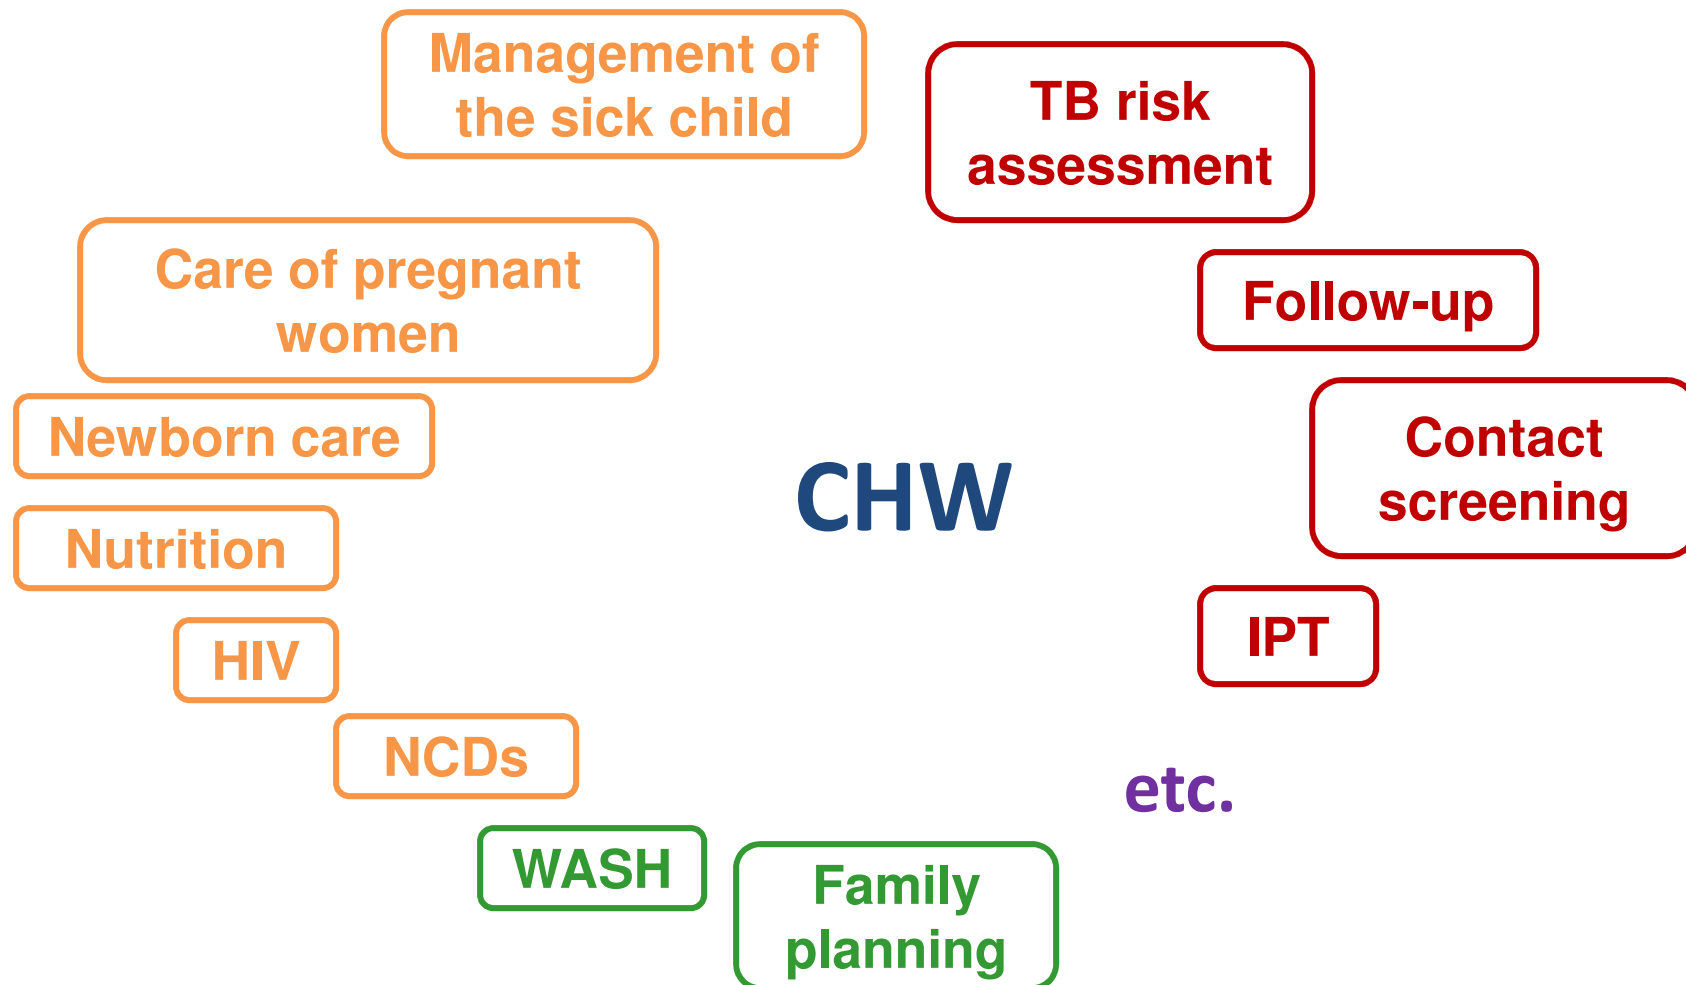 Management of
the sick child
TB risk
assessment
Care of pregnant
women
Follow-up
Newborn care
Contact
screening
CHW
Nutrition
HIV
IPT
NCDs
etc.
WASH
Family
planning